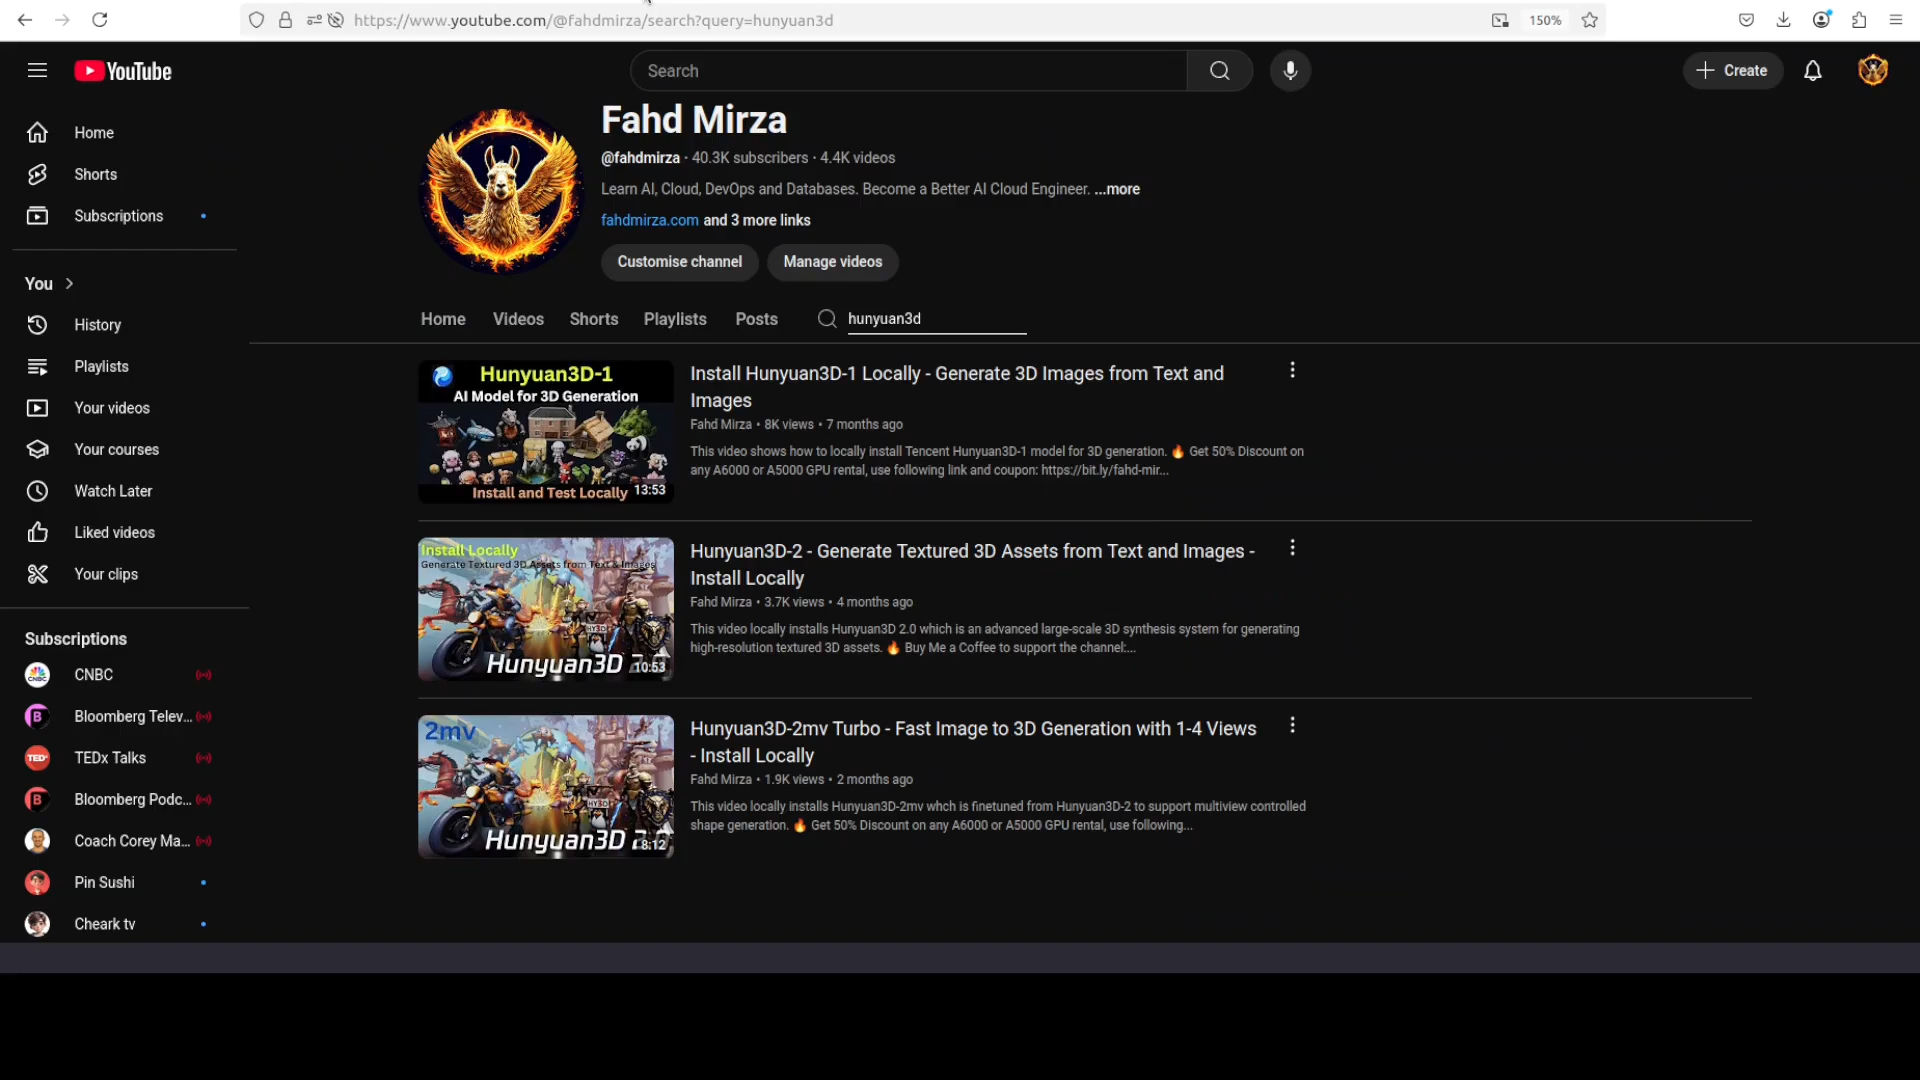 https://www.youtube.com/@fahdmirza/search?query=hunyuan3d
150%
YouTube
Search
Create
Home
Shorts
Subscriptions
You
History
Playlists
Your videos
Your courses
Watch Later
Liked videos
Your clips
Subscriptions
CNBC
Bloomberg Telev...
TEDx Talks
Bloomberg Podc...
Coach Corey Ma...
Pin Sushi
Cheark tv
Fahd Mirza
@fahdmirza • 40.3K subscribers • 4.4K videos
Learn AI, Cloud, DevOps and Databases. Become a Better AI Cloud Engineer. ...more
fahdmirza.com and 3 more links
Customise channel
Manage videos
Home
Videos
Shorts
Playlists
Posts
hunyuan3d
Hunyuan3D-1
AI Model for 3D Generation
Install and Test Locally
13:53
Install Hunyuan3D-1 Locally - Generate 3D Images from Text and
Images
Fahd Mirza • 8K views • 7 months ago
This video shows how to locally install Tencent Hunyuan3D-1 model for 3D generation. 🔥 Get 50% Discount on
any A6000 or A5000 GPU rental, use following link and coupon: https://bit.ly/fahd-mir...
Install Locally
Generate Textured 3D Assets from Text & Images
HY3D
Hunyuan3D
10:53
Hunyuan3D-2 - Generate Textured 3D Assets from Text and Images -
Install Locally
Fahd Mirza • 3.7K views • 4 months ago
This video locally installs Hunyuan3D 2.0 which is an advanced large-scale 3D synthesis system for generating
high-resolution textured 3D assets. 🔥 Buy Me a Coffee to support the channel:...
2mv
HY3D
Hunyuan3D
8:12
Hunyuan3D-2mv Turbo - Fast Image to 3D Generation with 1-4 Views
- Install Locally
Fahd Mirza • 1.9K views • 2 months ago
This video locally installs Hunyuan3D-2mv whch is finetuned from Hunyuan3D-2 to support multiview controlled
shape generation. 🔥 Get 50% Discount on any A6000 or A5000 GPU rental, use following...